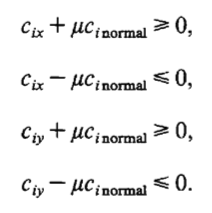 c_{ix} + μc_{i normal} ⩾ 0,
c_{ix} − μc_{i normal} ⩽ 0,
c_{iy} + μc_{i normal} ⩾ 0,
c_{iy} − μc_{i normal} ⩽ 0.